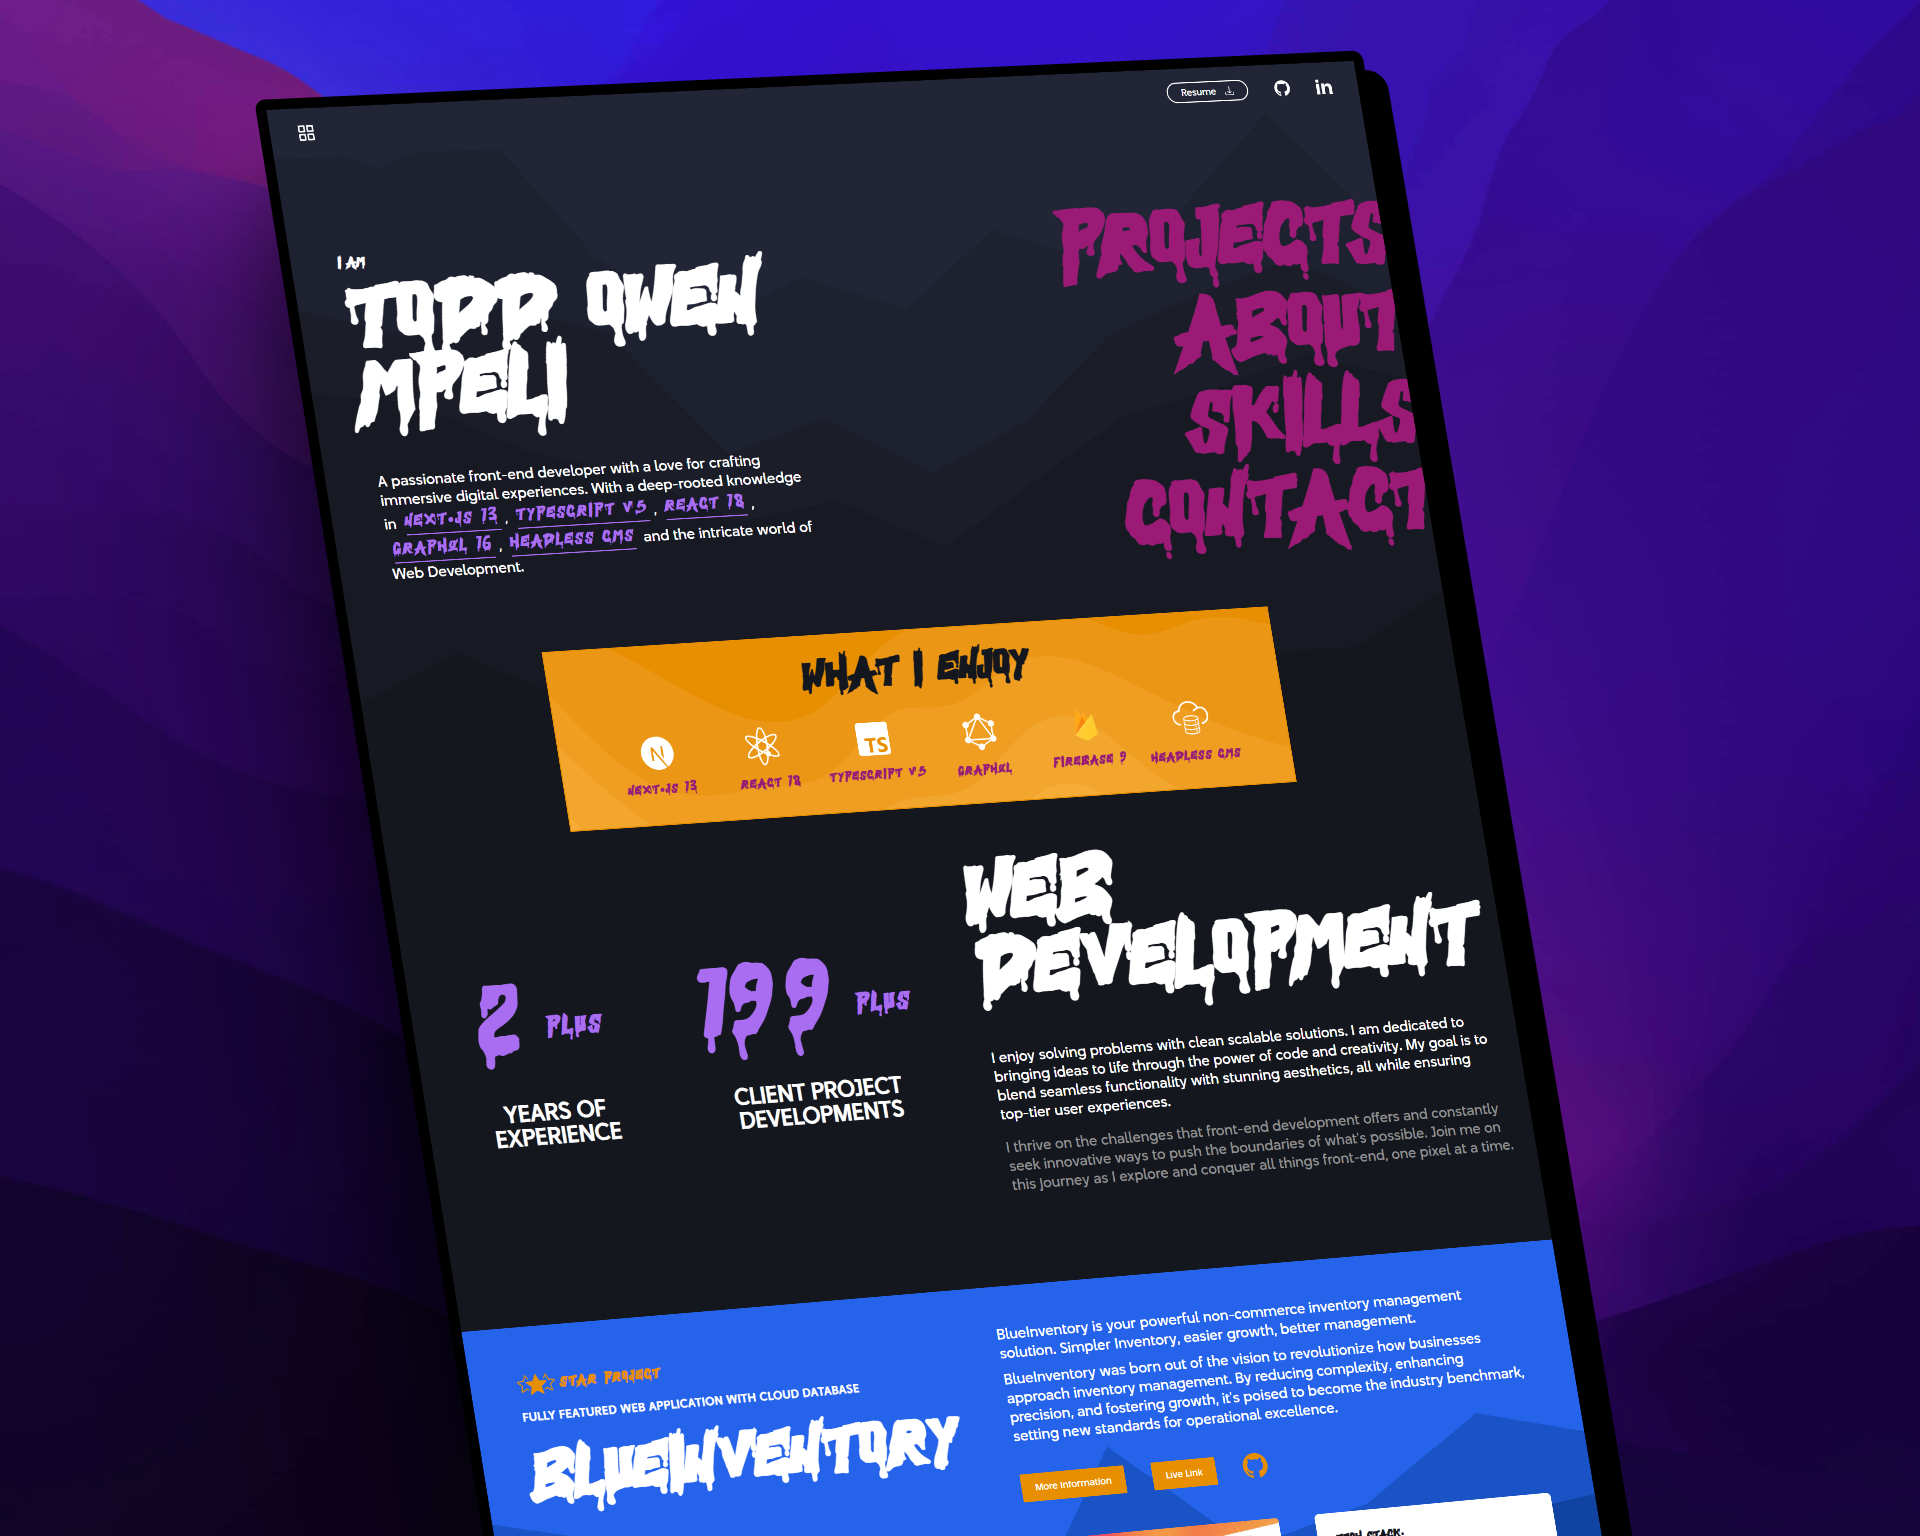 Resume
in
I AM
TODD OWEN
MPELI
PROJECTS
ABOUT
SKILLS
CONTACT
A passionate front-end developer with a love for crafting
immersive digital experiences. With a deep-rooted knowledge
in NEXT.JS 13 , TYPESCRIPT V.5 , REACT 18 ,
GRAPHQL 16 , HEADLESS CMS and the intricate world of
Web Development.
WHAT I ENJOY
N
TS
NEXT.JS 13
REACT 18
TYPESCRIPT V.5
GRAPHQL
FIREBASE 9
HEADLESS CMS
2 PLUS
YEARS OF
EXPERIENCE
199 PLUS
CLIENT PROJECT
DEVELOPMENTS
WEB
DEVELOPMENT
I enjoy solving problems with clean scalable solutions. I am dedicated to
bringing ideas to life through the power of code and creativity. My goal is to
blend seamless functionality with stunning aesthetics, all while ensuring
top-tier user experiences.
I thrive on the challenges that front-end development offers and constantly
seek innovative ways to push the boundaries of what's possible. Join me on
this journey as I explore and conquer all things front-end, one pixel at a time.
STAR PROJECT
FULLY FEATURED WEB APPLICATION WITH CLOUD DATABASE
BLUEINVENTORY
BlueInventory is your powerful non-commerce inventory management
solution. Simpler Inventory, easier growth, better management.
BlueInventory was born out of the vision to revolutionize how businesses
approach inventory management. By reducing complexity, enhancing
precision, and fostering growth, it's poised to become the industry benchmark,
setting new standards for operational excellence.
More Information
Live Link
TECH STACK.